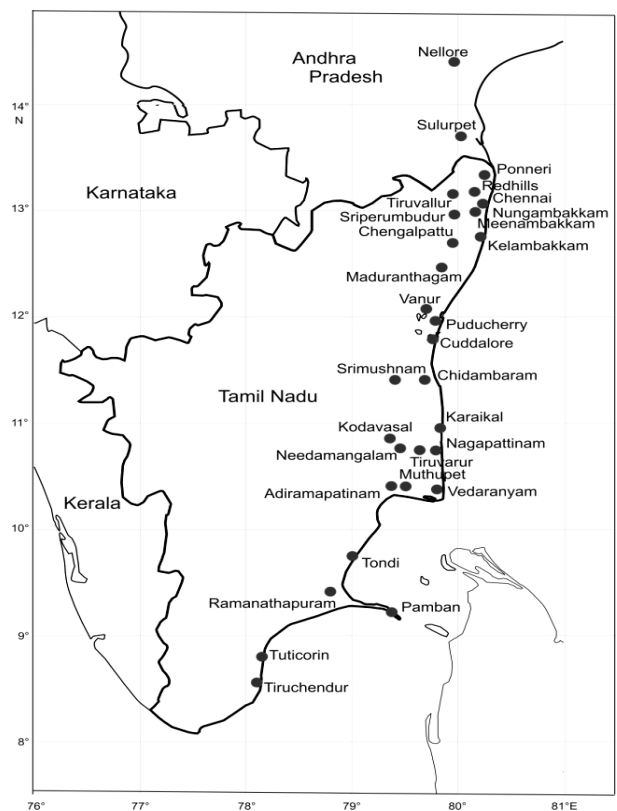 Andhra
Pradesh
Nellore
14°
N
Sulurpet
Karnataka
Ponneri
Redhills
Tiruvallur
Chennai
13°
Sriperumbudur
Nungambakkam
Meenambakkam
Chengalpattu
Kelambakkam
Maduranthagam
Vanur
12°
Puducherry
Cuddalore
Srimushnam
Chidambaram
Tamil Nadu
11°
Karaikal
Kodavasal
Nagapattinam
Needamangalam
Tiruvarur
Muthupet
Adiramapatinam
Vedaranyam
Kerala
10°
Tondi
Ramanathapuram
Pamban
9°
Tuticorin
Tiruchendur
8°
76°
77°
78°
79°
80°
81°E